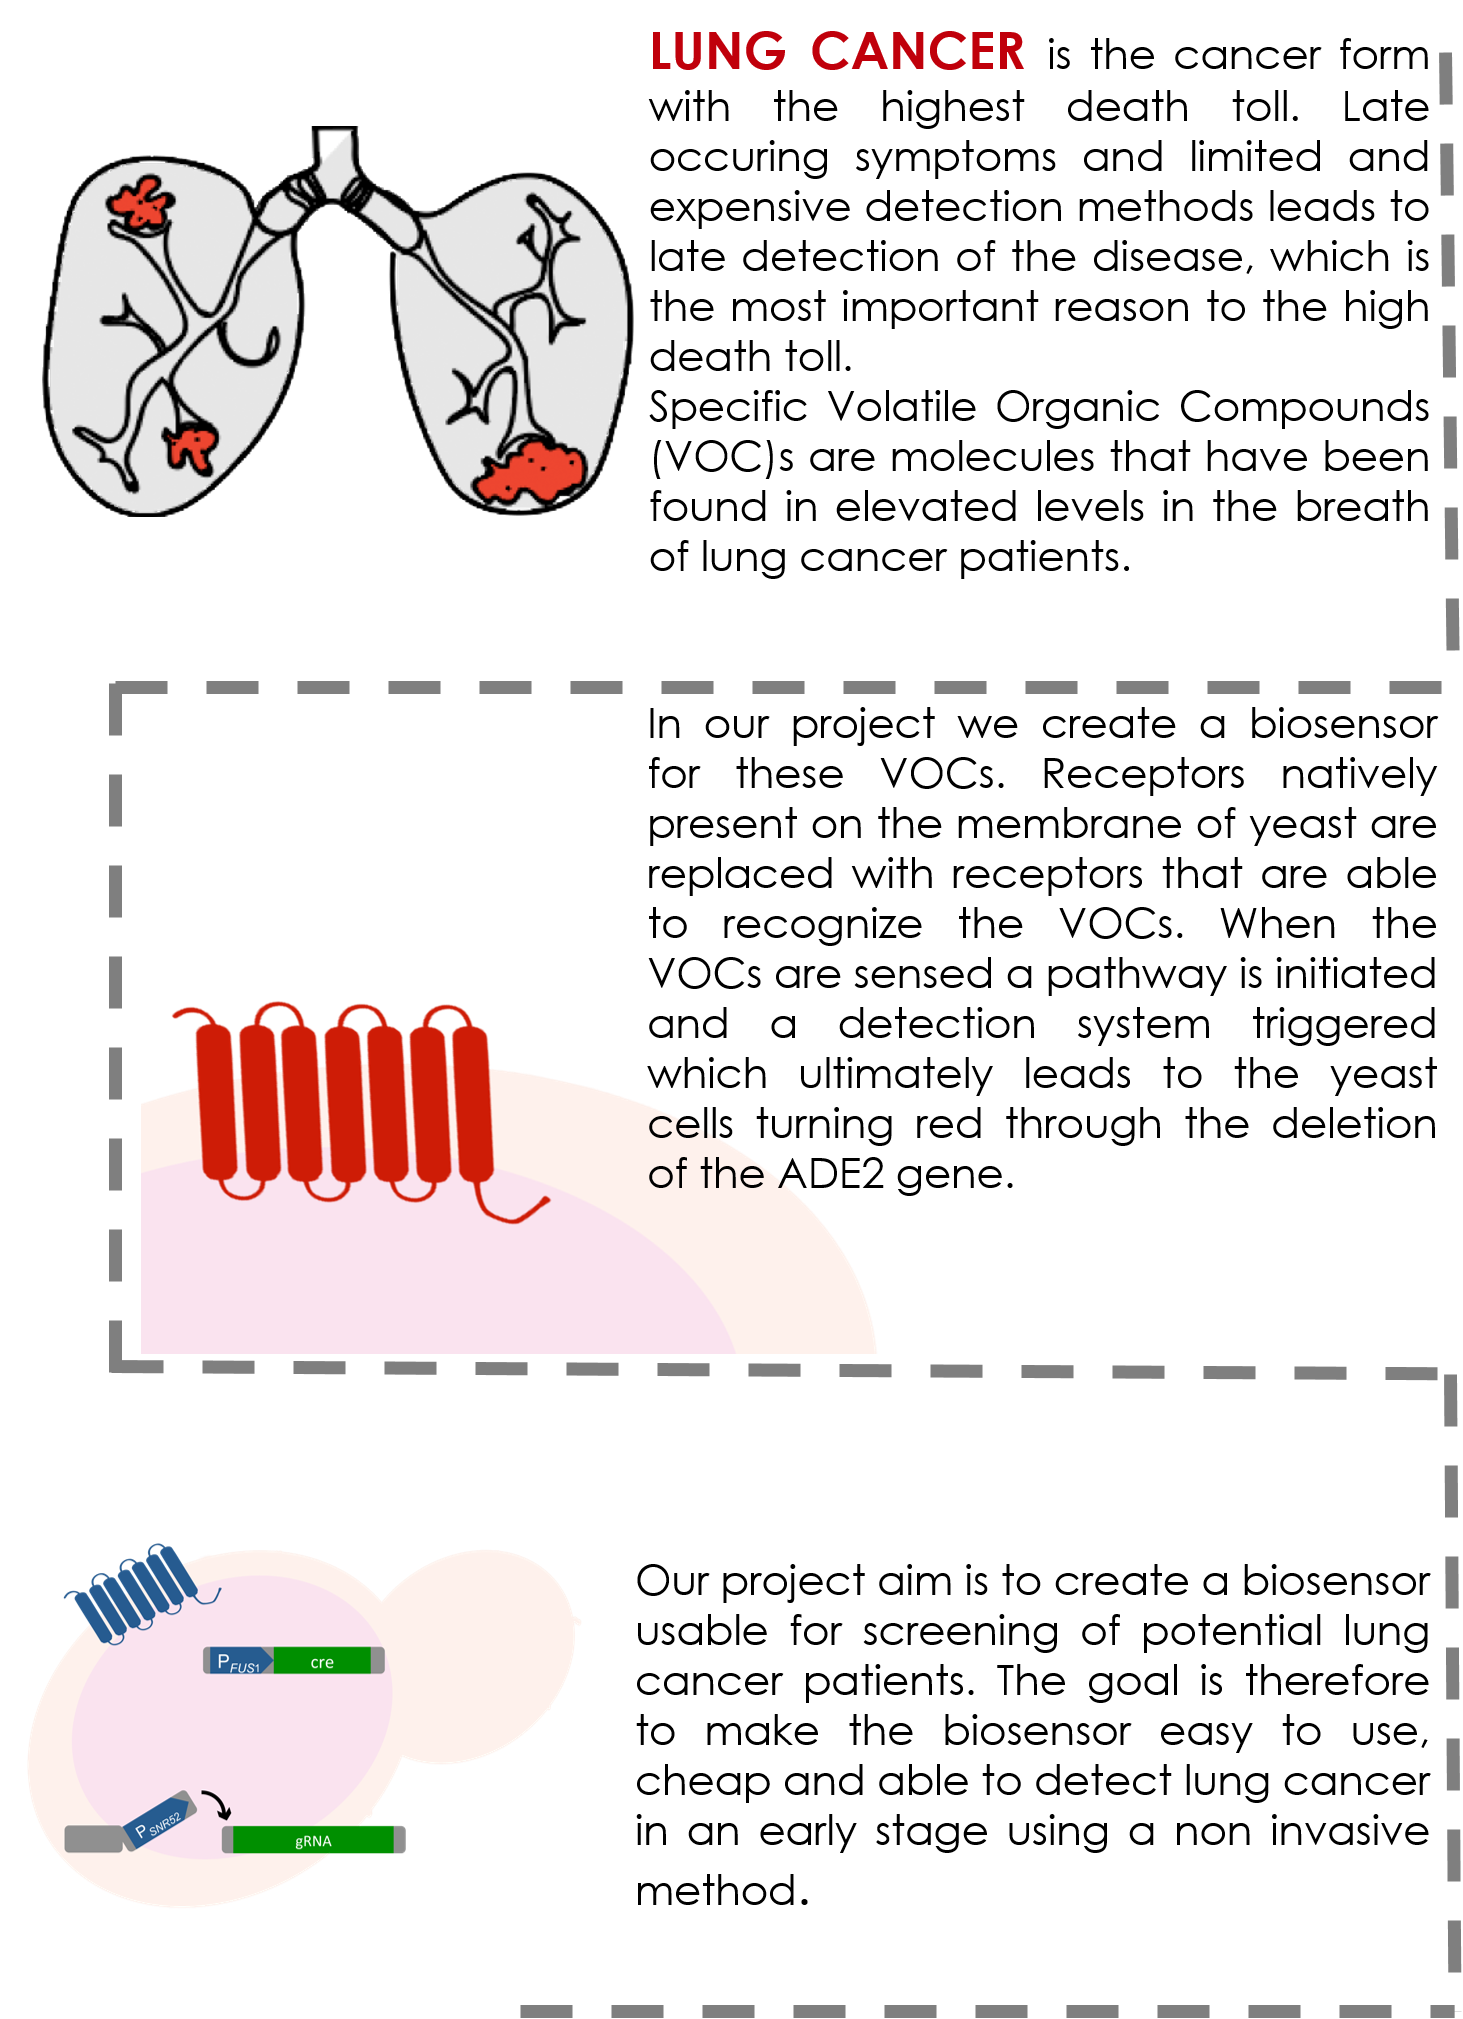 LUNG CANCER is the cancer form
with the highest death toll. Late
occuring symptoms and limited and
expensive detection methods leads to
late detection of the disease, which is
the most important reason to the high
death toll.
Specific Volatile Organic Compounds
(VOC)s are molecules that have been
found in elevated levels in the breath
of lung cancer patients.
In our project we create a biosensor
for these VOCs. Receptors natively
present on the membrane of yeast are
replaced with receptors that are able
to recognize the VOCs. When the
VOCs are sensed a pathway is initiated
and a detection system triggered
which ultimately leads to the yeast
cells turning red through the deletion
of the ADE2 gene.
PFUS1 cre
PSNR52
gRNA
Our project aim is to create a biosensor
usable for screening of potential lung
cancer patients. The goal is therefore
to make the biosensor easy to use,
cheap and able to detect lung cancer
in an early stage using a non invasive
method.